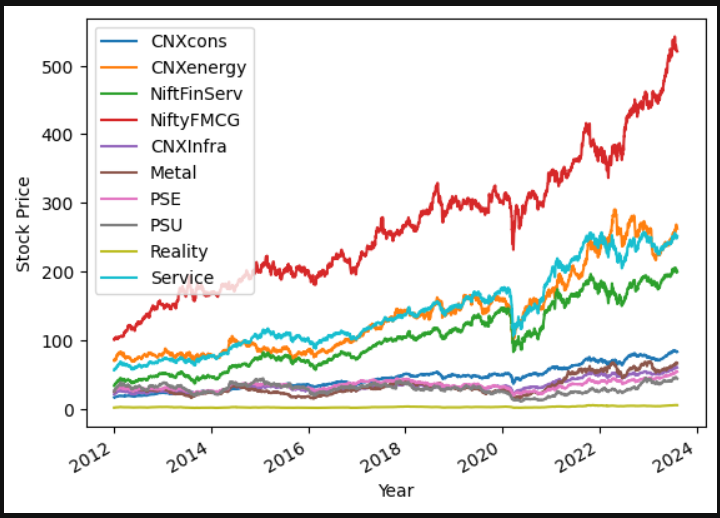 CNXcons
CNXenergy
NiftFinServ
NiftyFMCG
CNXInfra
Metal
PSE
PSU
Reality
Service
Stock Price
500
400
300
200
100
0
2012
2014
2016
2018
2020
2022
2024
Year